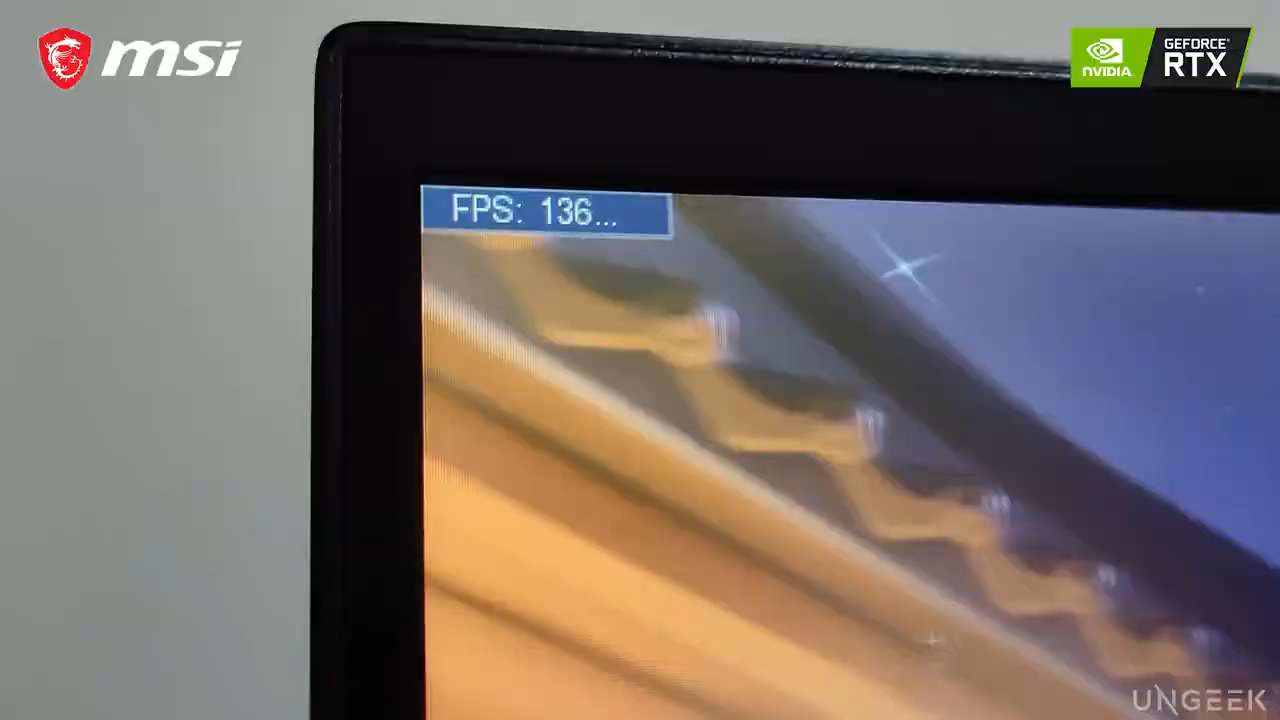 msi
NVIDIA
GEFORCE®
RTX
FPS: 136...
UNGEEK